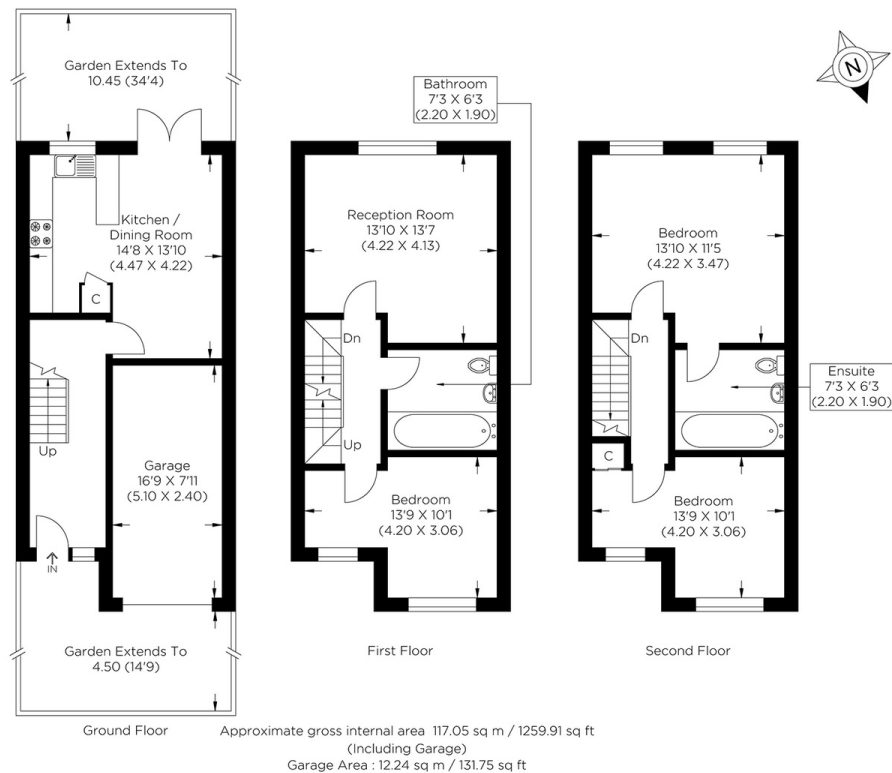 Garden Extends To
10.45 (34'4)
Kitchen /
Dining Room
14'8 X 13'10
(4.47 X 4.22)
C
Up
Garage
16'9 X 7'11
(5.10 X 2.40)
IN
Garden Extends To
4.50 (14'9)
Ground Floor
Bathroom
7'3 X 6'3
(2.20 X 1.90)
Reception Room
13'10 X 13'7
(4.22 X 4.13)
Dn
Up
Bedroom
13'9 X 10'1
(4.20 X 3.06)
First Floor
N
Bedroom
13'10 X 11'5
(4.22 X 3.47)
Dn
Ensuite
7'3 X 6'3
(2.20 X 1.90)
C
Bedroom
13'9 X 10'1
(4.20 X 3.06)
Second Floor
Approximate gross internal area 117.05 sq m / 1259.91 sq ft
(Including Garage)
Garage Area : 12.24 sq m / 131.75 sq ft